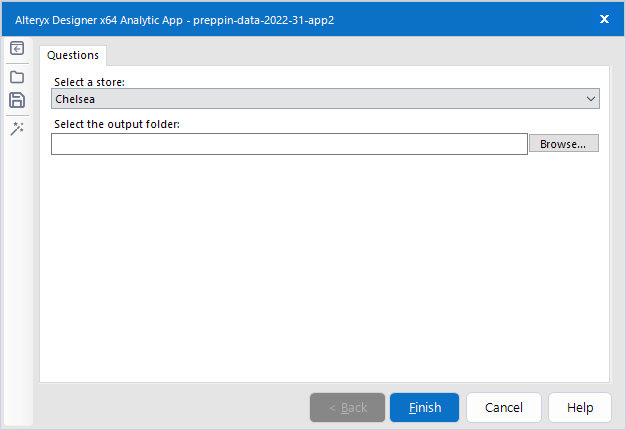 Alteryx Designer x64 Analytic App - preppin-data-2022-31-app2
Questions
Select a store:
Chelsea
Select the output folder:
Browse...
< Back
Finish
Cancel
Help